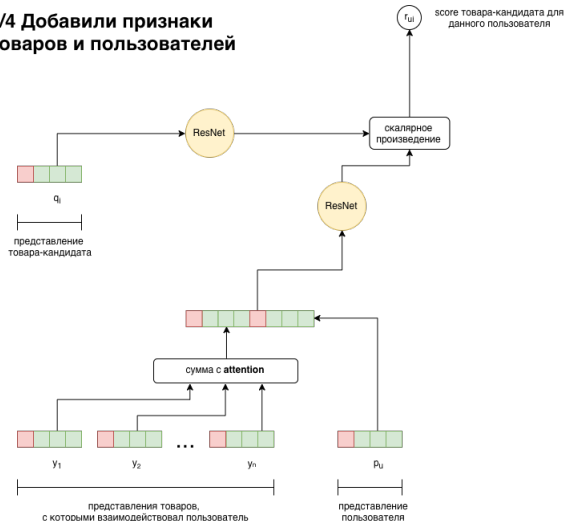 /4 Добавили признаки
оваров и пользователей
r_ui
score товара-кандидата для
данного пользователя
ResNet
скалярное
произведение
q_i
ResNet
представление
товара-кандидата
сумма с attention
...
y_1
y_2
y_n
p_u
представления товаров,
с которыми взаимодействовал пользователь
представление
пользователя